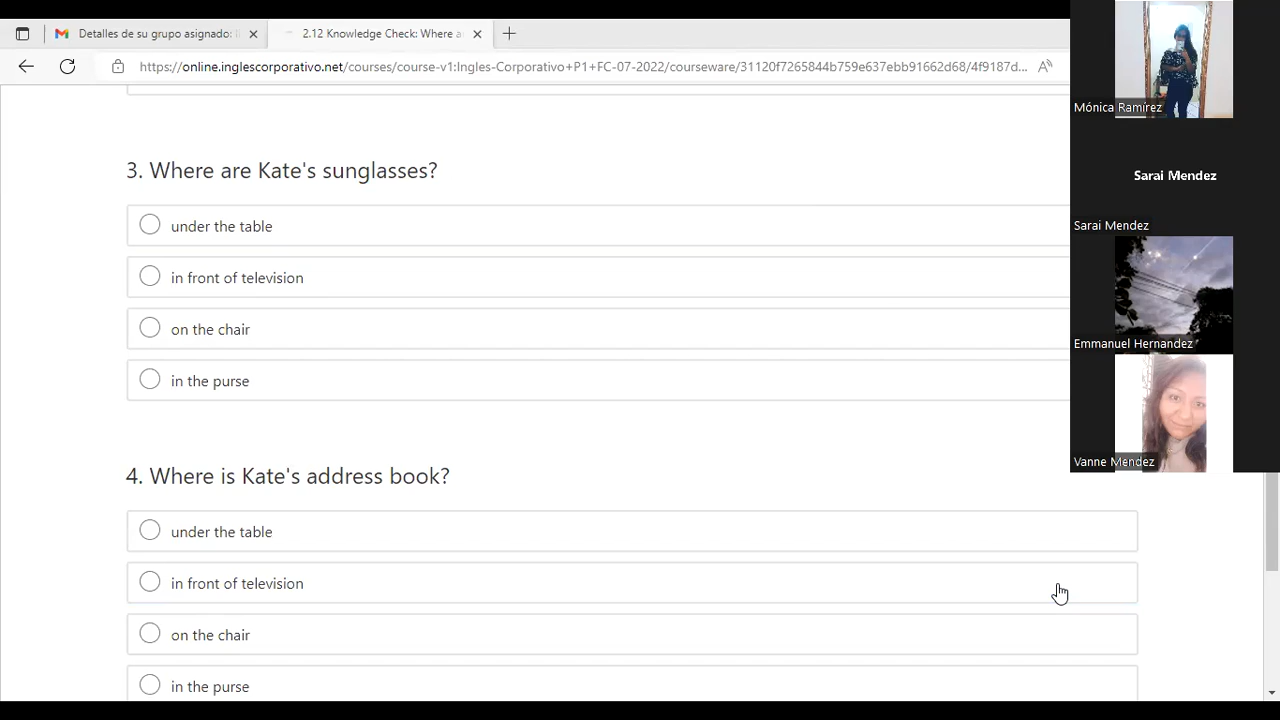 Detalles de su grupo asignado:
2.12 Knowledge Check: Where a
https://online.inglescorporativo.net/courses/course-v1:Ingles-Corporativo+P1+FC-07-2022/courseware/31120f7265844b759e637ebb91662d68/4f9187d...
3. Where are Kate's sunglasses?
under the table
in front of television
on the chair
in the purse
4. Where is Kate's address book?
under the table
in front of television
on the chair
in the purse
Mónica Ramírez
Sarai Mendez
Sarai Mendez
Emmanuel Hernandez
Vanne Mendez